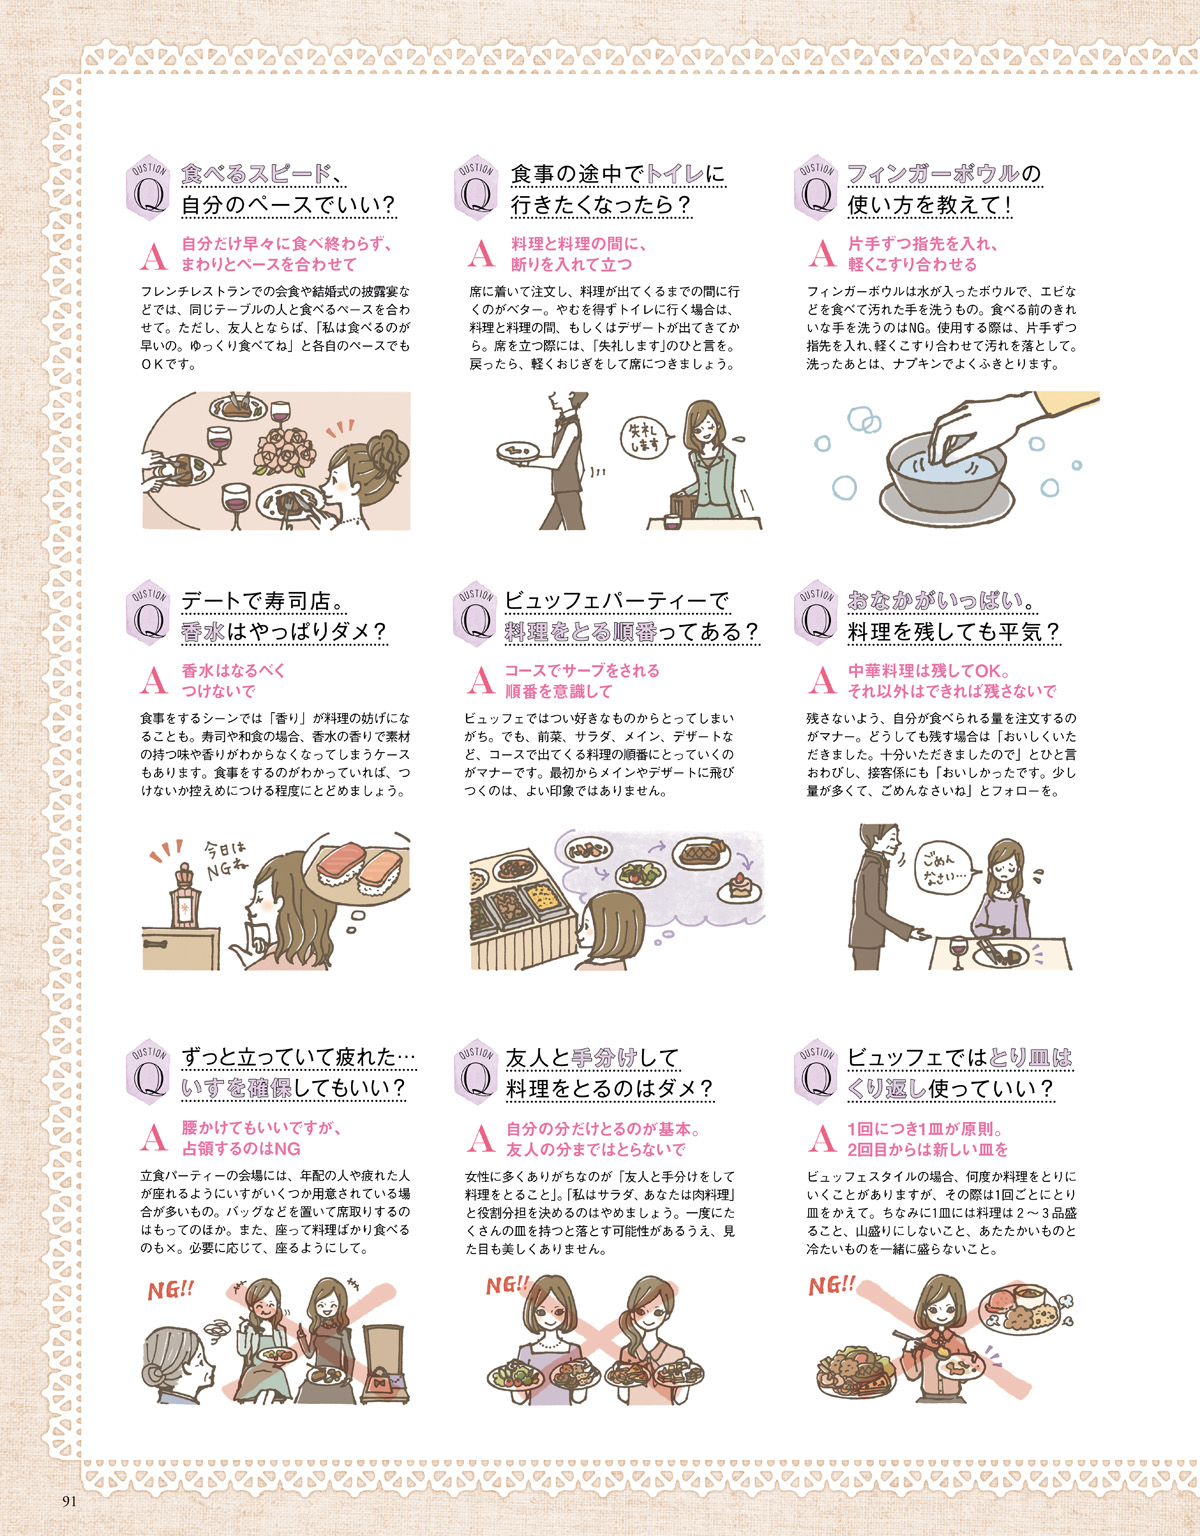 QUSTION
Q
食べるスピード、
自分のペースでいい？
A
自分だけ早々に食べ終わらず、
まわりとペースを合わせて
フレンチレストランでの会食や結婚式の披露宴な
どでは、同じテーブルの人と食べるペースを合わ
せて。ただし、友人とならば、「私は食べるのが
早いの。ゆっくり食べてね」と各自のペースでも
ＯＫです。
QUSTION
Q
食事の途中でトイレに
行きたくなったら？
A
料理と料理の間に、
断りを入れて立つ
席に着いて注文し、料理が出てくるまでの間に行
くのがベター。やむを得ずトイレに行く場合は、
料理と料理の間、もしくはデザートが出てきてか
ら。席を立つ際には、「失礼します」のひと言を。
戻ったら、軽くおじぎをして席につきましょう。
失礼し
します
QUSTION
Q
フィンガーボウルの
使い方を教えて！
A
片手ずつ指先を入れ、
軽くこすり合わせる
フィンガーボウルは水が入ったボウルで、エビな
どを食べて汚れた手を洗うもの。食べる前のきれ
いな手を洗うのはNG。使用する際は、片手ずつ
指先を入れ、軽くこすり合わせて汚れを落として。
洗ったあとは、ナプキンでよくふきとります。
QUSTION
Q
デートで寿司店。
香水はやっぱりダメ？
A
香水はなるべく
つけないで
食事をするシーンでは「香り」が料理の妨げにな
ることも。寿司や和食の場合、香水の香りで素材
の持つ味や香りがわからなくなってしまうケース
もあります。食事をするのがわかっていれば、つ
けないか控えめにつける程度にとどめましょう。
今日は
NGね
QUSTION
Q
ビュッフェパーティーで
料理をとる順番ってある？
A
コースでサーブをされる
順番を意識して
ビュッフェではつい好きなものからとってしまい
がち。でも、前菜、サラダ、メイン、デザートな
ど、コースで出てくる料理の順番にとっていくの
がマナーです。最初からメインやデザートに飛び
つくのは、よい印象ではありません。
QUSTION
Q
おなかがいっぱい。
料理を残しても平気？
A
中華料理は残してOK。
それ以外はできれば残さないで
残さないよう、自分が食べられる量を注文するの
がマナー。どうしても残す場合は「おいしくいた
だきました。十分いただきましたので」とひと言
おわびし、接客係にも「おいしかったです。少し
量が多くて、ごめんなさいね」とフォローを。
ごめん
なさい…
QUSTION
Q
ずっと立っていて疲れた…
いすを確保してもいい？
A
腰かけてもいいですが、
占領するのはNG
立食パーティーの会場には、年配の人や疲れた人
が座れるようにいすがいくつか用意されている場
合が多いもの。バッグなどを置いて席取りするの
はもってのほか。また、座って料理ばかり食べる
のも×。必要に応じて、座るようにして。
NG!!
QUSTION
Q
友人と手分けして
料理をとるのはダメ？
A
自分の分だけとるのが基本。
友人の分まではとらないで
女性に多くありがちなのが「友人と手分けをして
料理をとること」。「私はサラダ、あなたは肉料理」
と役割分担を決めるのはやめましょう。一度にた
くさんの皿を持つと落とす可能性があるうえ、見
た目も美しくありません。
NG!!
QUSTION
Q
ビュッフェではとり皿は
くり返し使っていい？
A
1回につき1皿が原則。
2回目からは新しい皿を
ビュッフェスタイルの場合、何度か料理をとりに
いくことがありますが、その際は1回ごとにとり
皿をかえて。ちなみに1皿には料理は２～３品盛
ること、山盛りにしないこと、あたたかいものと
冷たいものを一緒に盛らないこと。
NG!!
91